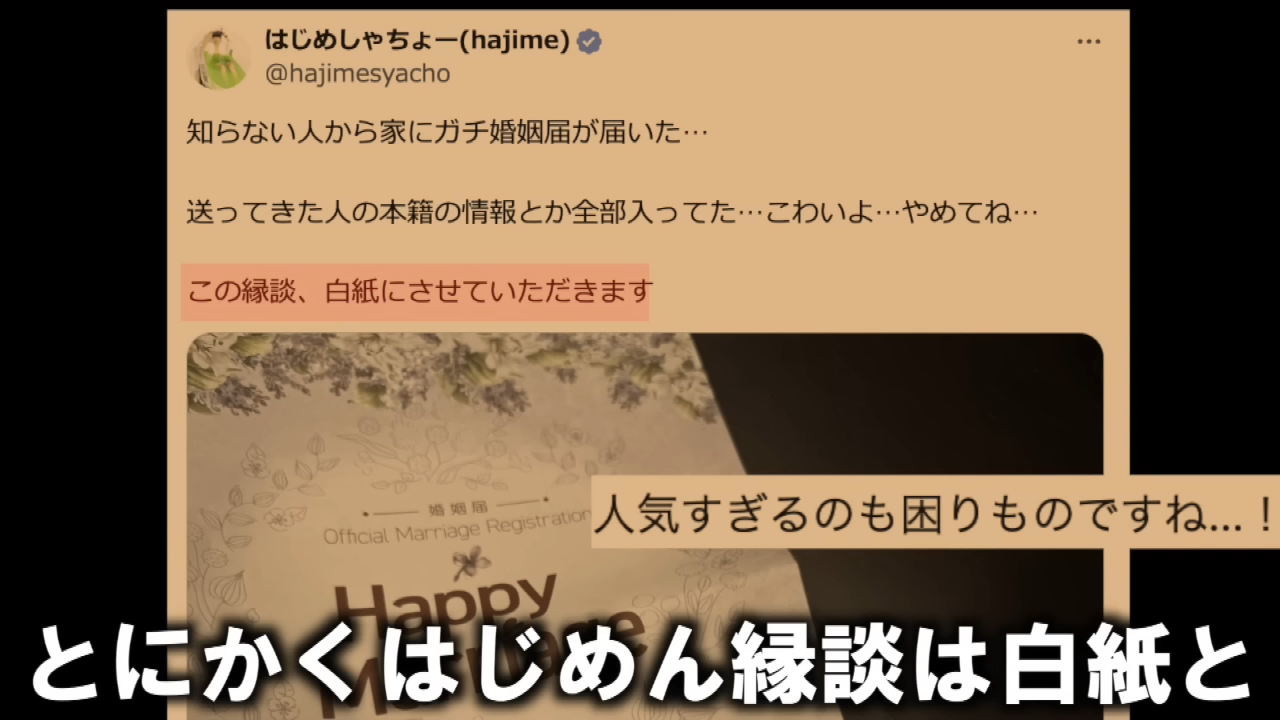 はじめしゃちょー(hajime)
@hajimesyacho
知らない人から家にガチ婚姻届が届いた…
送ってきた人の本籍の情報とか全部入ってた…こわいよ…やめてね…
この縁談、白紙にさせていただきます
婚姻届
Official Marriage Registration
人気すぎるのも困りものですね...！
Happy
とにかくはじめん縁談は白紙と